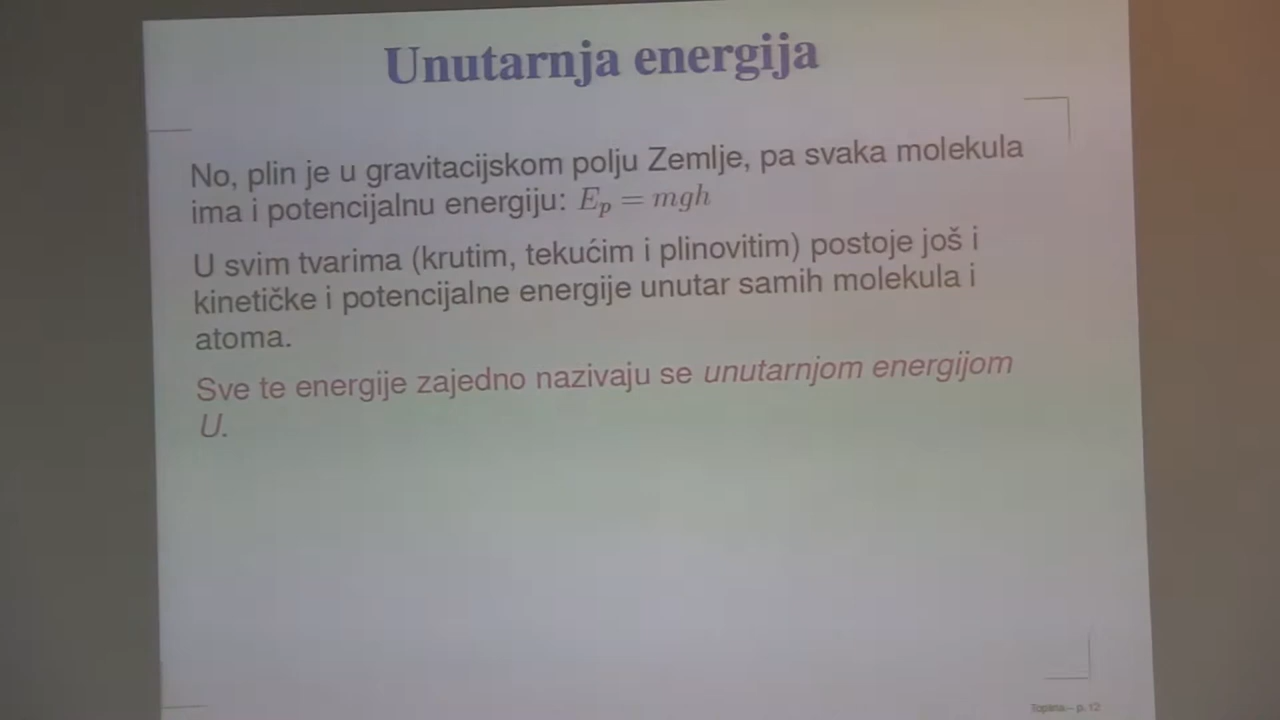 Unutarnja energija
No, plin je u gravitacijskom polju Zemlje, pa svaka molekula
ima i potencijalnu energiju: E_p = mgh
U svim tvarima (krutim, tekućim i plinovitim) postoje još i
kinetičke i potencijalne energije unutar samih molekula i
atoma.
Sve te energije zajedno nazivaju se unutarnjom energijom
U.
Toplina – p. 12